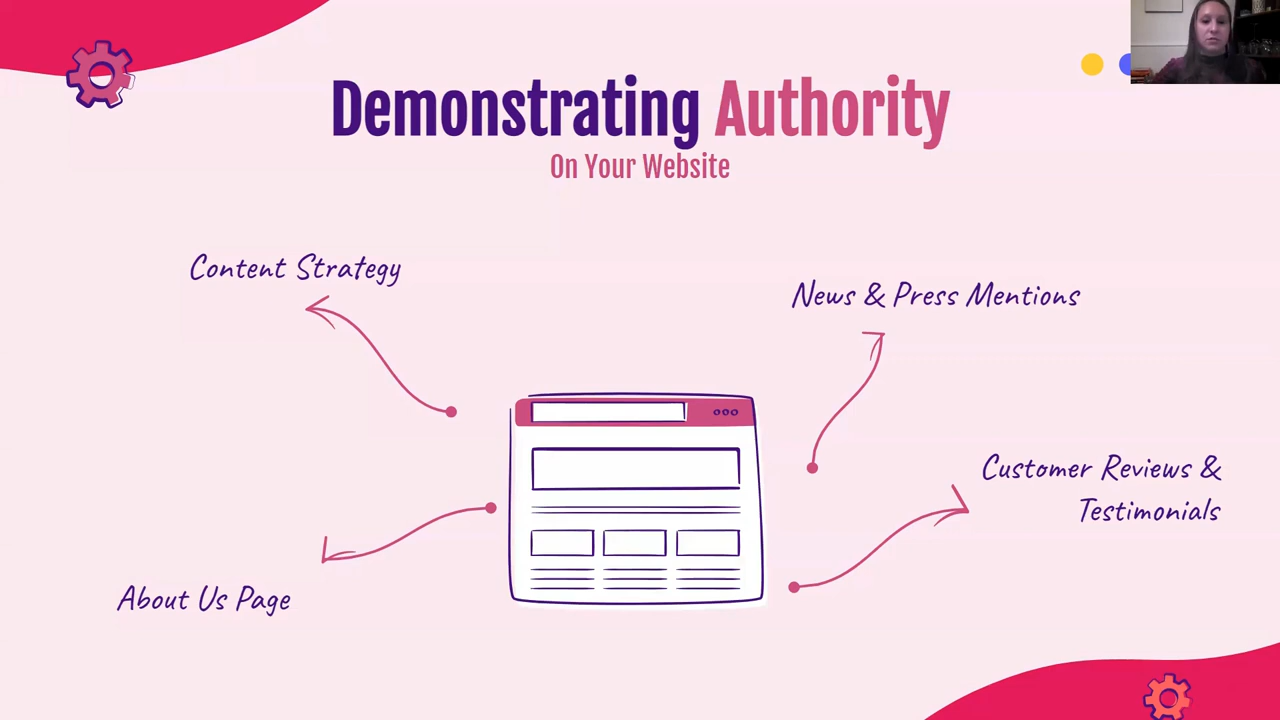 Demonstrating Authority
On Your Website
Content Strategy
News & Press Mentions
Customer Reviews &
Testimonials
About Us Page